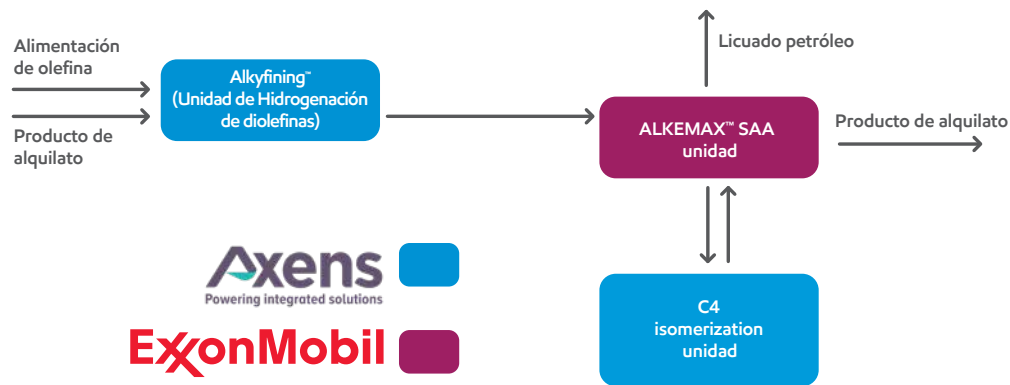 Alimentación
de olefina
Producto de
alquilato
Alkyfining™
(Unidad de Hidrogenación
de diolefinas)
Licuado petróleo
ALKEMAX™ SAA
unidad
Producto de alquilato
C4
isomerization
unidad
Axens
Powering integrated solutions
ExxonMobil